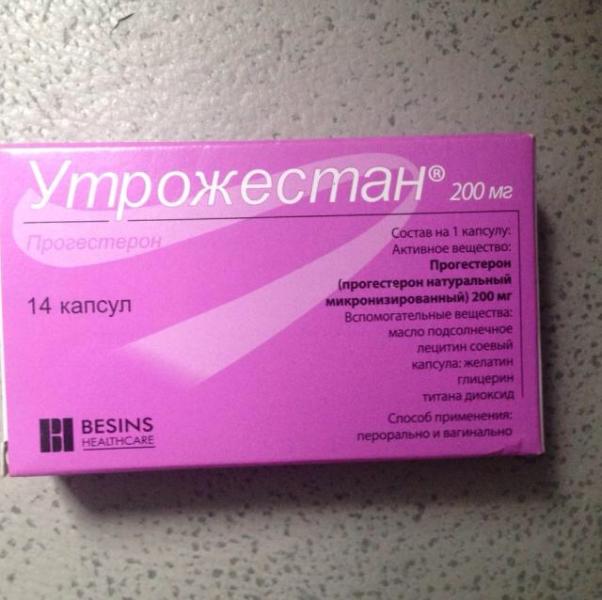 Утрожестан® 200 мг
Прогестерон
14 капсул
Состав на 1 капсулу:
Активное вещество:
Прогестерон
(прогестерон натуральный
микронизированный) 200 мг
Вспомогательные вещества:
масло подсолнечное
лецитин соевый
капсула: желатин
глицерин
титана диоксид
Способ применения:
перорально и вагинально
BESINS
HEALTHCARE